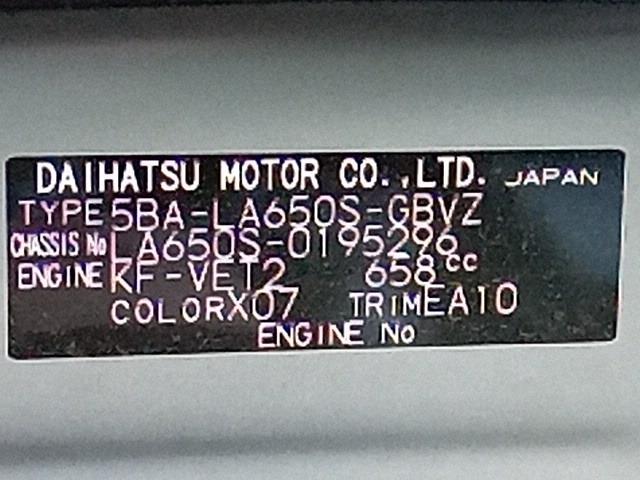 DAIHATSU MOTOR CO.,LTD. JAPAN
TYPE 5BA-LA650S-GBVZ
CHASSIS No LA650S-0195296
ENGINE KF-VET2 658cc
COLOR X07 TRIM EA10
ENGINE No